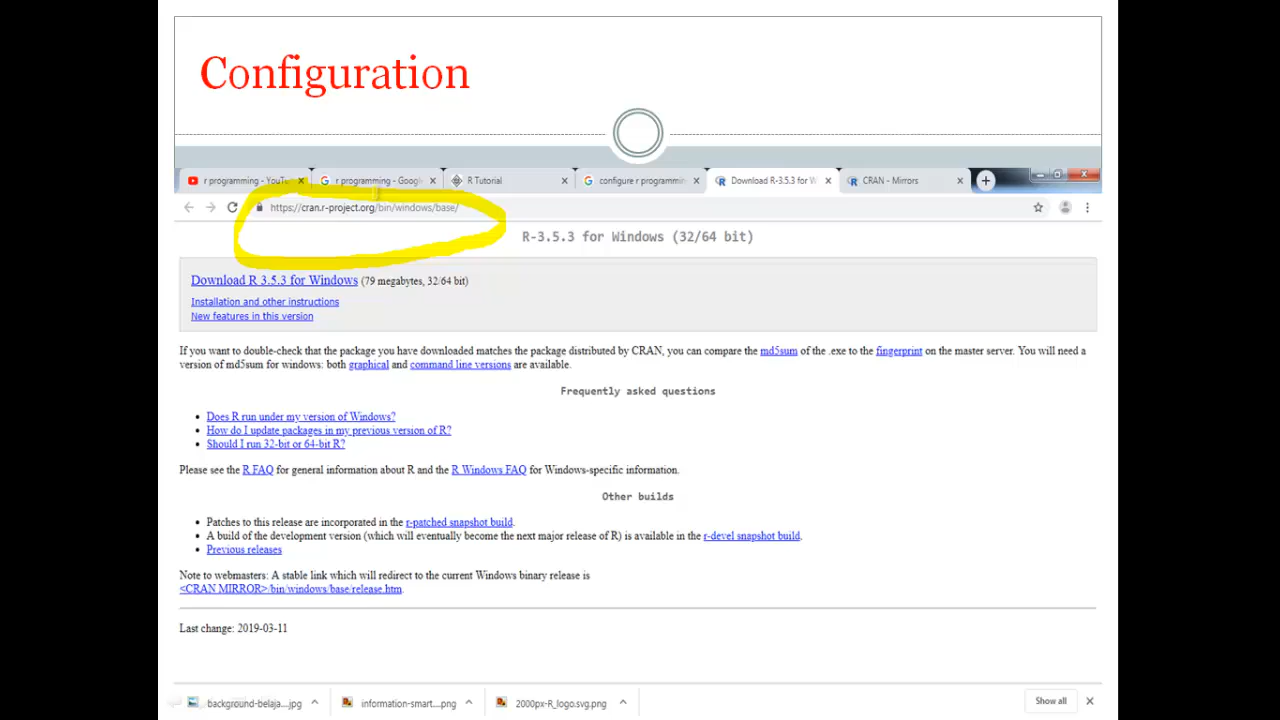 Configuration
r programming - YouTu
r programming - Googl
R Tutorial
configure r programmin
Download R-3.5.3 for W
CRAN - Mirrors
https://cran.r-project.org/bin/windows/base/
R-3.5.3 for Windows (32/64 bit)
Download R 3.5.3 for Windows (79 megabytes, 32/64 bit)
Installation and other instructions
New features in this version
If you want to double-check that the package you have downloaded matches the package distributed by CRAN, you can compare the md5sum of the .exe to the fingerprint on the master server. You will need a
version of md5sum for windows: both graphical and command line versions are available.
Frequently asked questions
• Does R run under my version of Windows?
• How do I update packages in my previous version of R?
• Should I run 32-bit or 64-bit R?
Please see the R FAQ for general information about R and the R Windows FAQ for Windows-specific information.
Other builds
• Patches to this release are incorporated in the r-patched snapshot build.
• A build of the development version (which will eventually become the next major release of R) is available in the r-devel snapshot build.
• Previous releases
Note to webmasters: A stable link which will redirect to the current Windows binary release is
<CRAN MIRROR>/bin/windows/base/release.htm.
Last change: 2019-03-11
background-belaja....jpg
information-smart....png
2000px-R_logo.svg.png
Show all